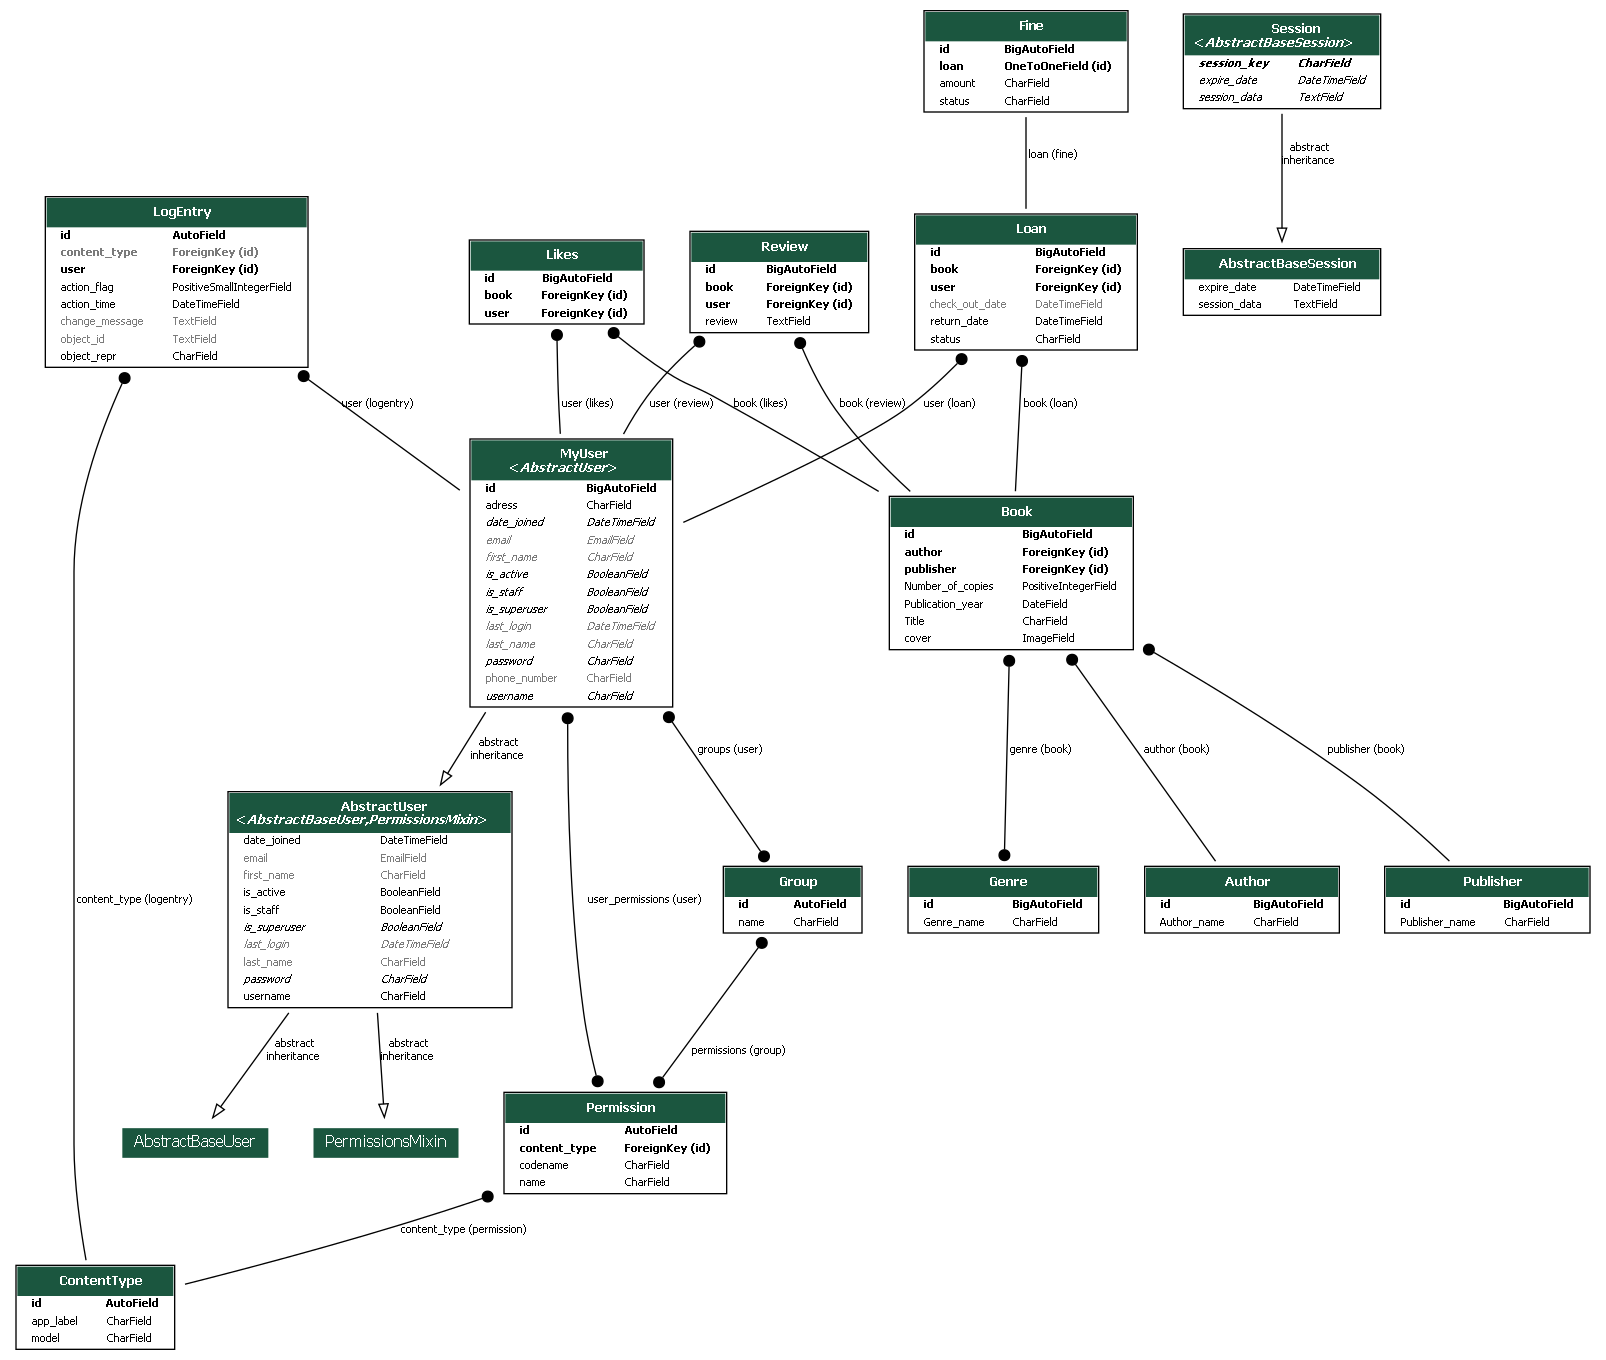 Fine
id BigAutoField
loan OneToOneField (id)
amount CharField
status CharField
Session
<AbstractBaseSession>
session_key CharField
expire_date DateTimeField
session_data TextField
loan (fine)
abstract
inheritance
LogEntry
id AutoField
content_type ForeignKey (id)
user ForeignKey (id)
action_flag PositiveSmallIntegerField
action_time DateTimeField
change_message TextField
object_id TextField
object_repr CharField
Likes
id BigAutoField
book ForeignKey (id)
user ForeignKey (id)
Review
id BigAutoField
book ForeignKey (id)
user ForeignKey (id)
review TextField
Loan
id BigAutoField
book ForeignKey (id)
user ForeignKey (id)
check_out_date DateTimeField
return_date DateTimeField
status CharField
AbstractBaseSession
expire_date DateTimeField
session_data TextField
user (logentry)
user (likes)
user (review)
book (likes)
book (review)
user (loan)
book (loan)
MyUser
<AbstractUser>
id BigAutoField
adress CharField
date_joined DateTimeField
email EmailField
first_name CharField
is_active BooleanField
is_staff BooleanField
is_superuser BooleanField
last_login DateTimeField
last_name CharField
password CharField
phone_number CharField
username CharField
Book
id BigAutoField
author ForeignKey (id)
publisher ForeignKey (id)
Number_of_copies PositiveIntegerField
Publication_year DateField
Title CharField
cover ImageField
abstract
inheritance
groups (user)
genre (book)
author (book)
publisher (book)
AbstractUser
<AbstractBaseUser,PermissionsMixin>
date_joined DateTimeField
email EmailField
first_name CharField
is_active BooleanField
is_staff BooleanField
is_superuser BooleanField
last_login DateTimeField
last_name CharField
password CharField
username CharField
content_type (logentry)
user_permissions (user)
Group
id AutoField
name CharField
Genre
id BigAutoField
Genre_name CharField
Author
id BigAutoField
Author_name CharField
Publisher
id BigAutoField
Publisher_name CharField
abstract
inheritance
abstract
inheritance
permissions (group)
AbstractBaseUser
PermissionsMixin
Permission
id AutoField
content_type ForeignKey (id)
codename CharField
name CharField
content_type (permission)
ContentType
id AutoField
app_label CharField
model CharField